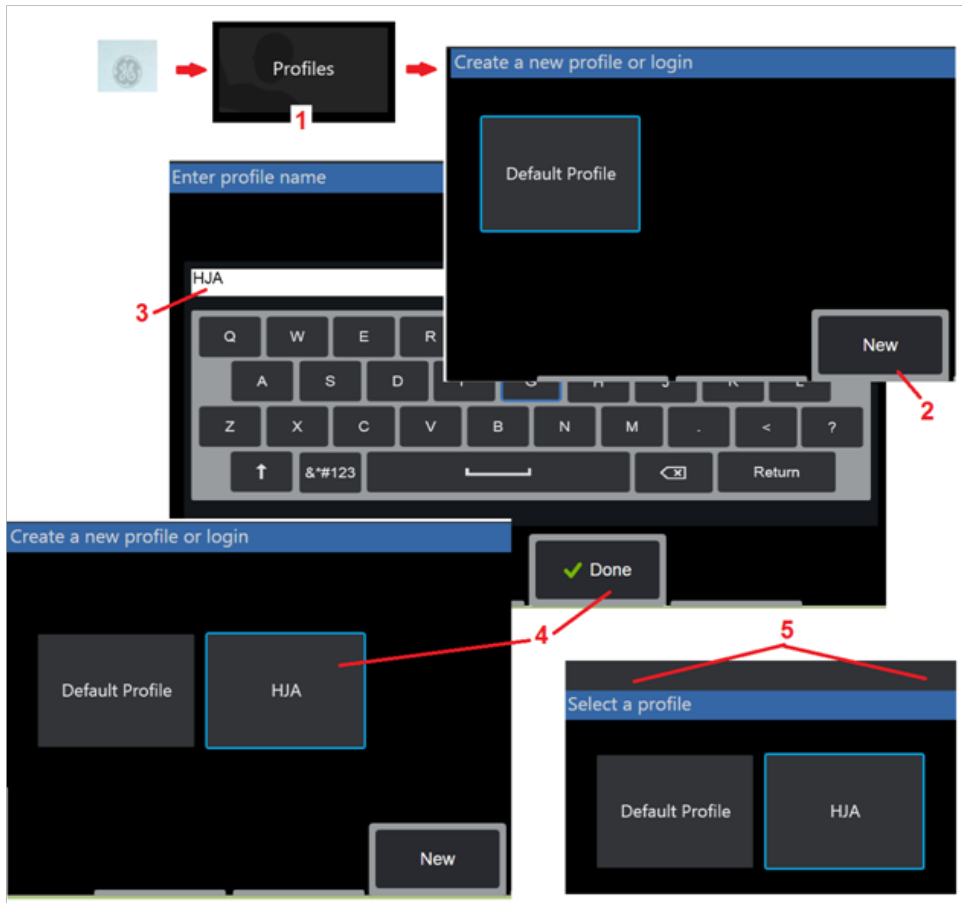 Profiles
1
Create a new profile or login
Default Profile
New
2
Enter profile name
HJA
3
Q W E R
A S D F G H J K L
Z X C V B N M . < ?
&*#123 Return
Done
4
Create a new profile or login
Default Profile HJA
New
5
Select a profile
Default Profile HJA